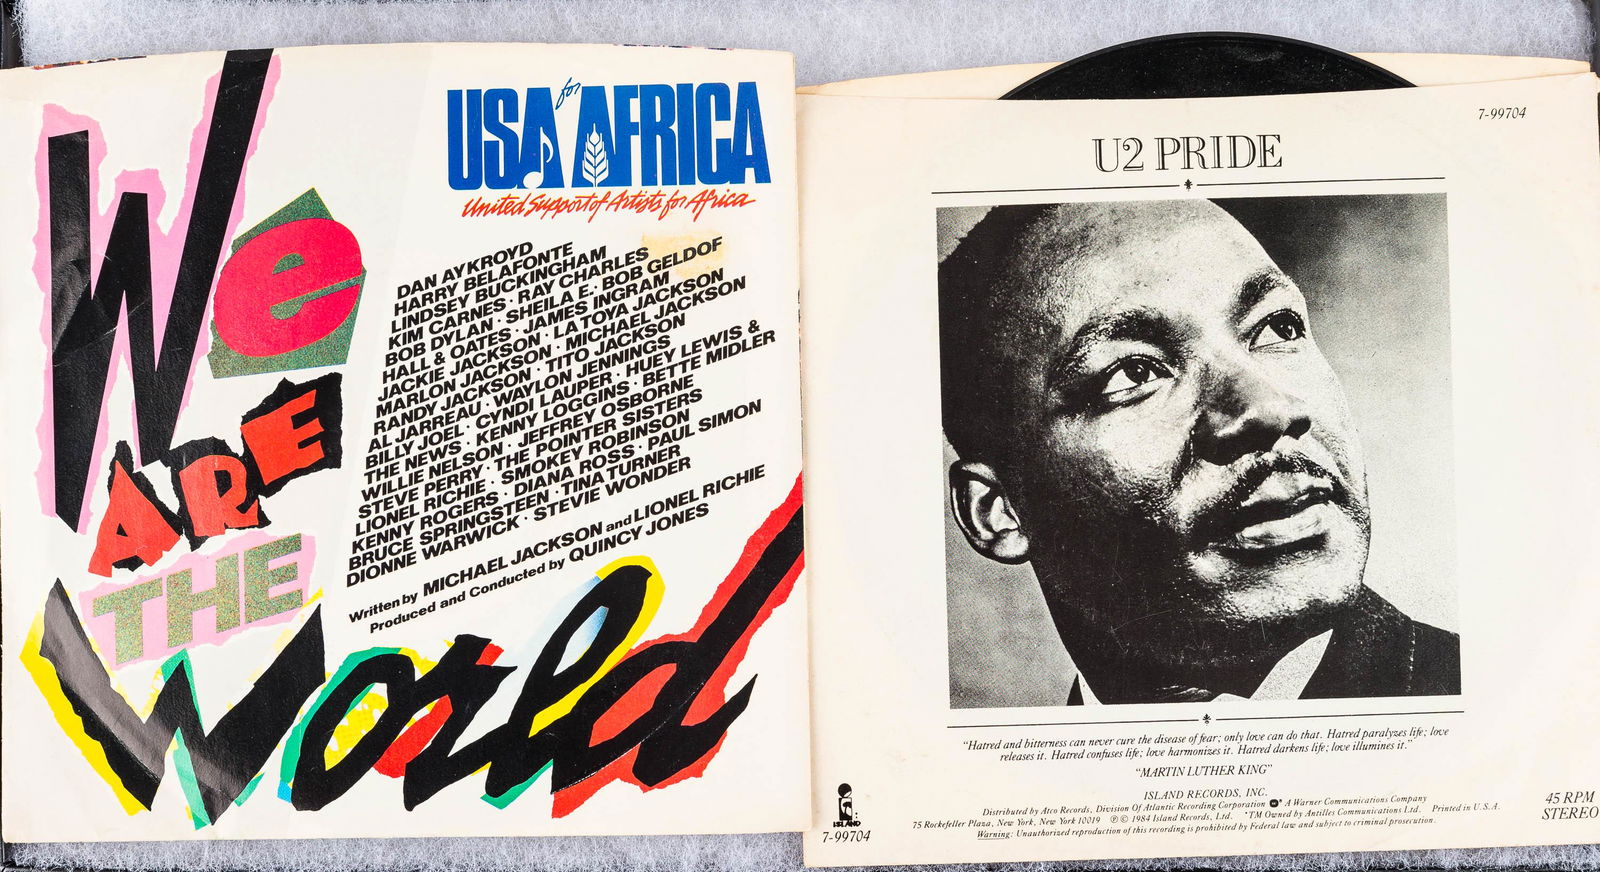 We
ARE
THE
World
USA for AFRICA
United Support of Artists for Africa
DAN AYKROYD
HARRY BELAFONTE
LINDSEY BUCKINGHAM
KIM CARNES · RAY CHARLES
BOB DYLAN · SHEILA E. · BOB GELDOF
HALL & OATES · JAMES INGRAM
JACKIE JACKSON · LA TOYA JACKSON
MARLON JACKSON · MICHAEL JACKSON
RANDY JACKSON · TITO JACKSON
AL JARREAU · WAYLON JENNINGS
BILLY JOEL · CYNDI LAUPER · HUEY LEWIS &
THE NEWS · KENNY LOGGINS · BETTE MIDLER
WILLIE NELSON · JEFFREY OSBORNE
STEVE PERRY · THE POINTER SISTERS
LIONEL RICHIE · SMOKEY ROBINSON
KENNY ROGERS · DIANA ROSS · PAUL SIMON
BRUCE SPRINGSTEEN · TINA TURNER
DIONNE WARWICK · STEVIE WONDER
Written by MICHAEL JACKSON and LIONEL RICHIE
Produced and Conducted by QUINCY JONES
7-99704
U2 PRIDE
"Hatred and bitterness can never cure the disease of fear; only love can do that. Hatred paralyzes life; love
releases it. Hatred confuses life; love harmonizes it. Hatred darkens life; love illumines it."
"MARTIN LUTHER KING"
ISLAND RECORDS, INC.
Distributed by Atco Records, Division Of Atlantic Recording Corporation A Warner Communications Company
75 Rockefeller Plaza, New York, New York 10019 ℗ © 1984 Island Records, Ltd. *TM Owned by Antilles Communications Ltd. Printed in U.S.A.
Warning: Unauthorized reproduction of this recording is prohibited by Federal law and subject to criminal prosecution.
ISLAND
7-99704
45 RPM
STEREO